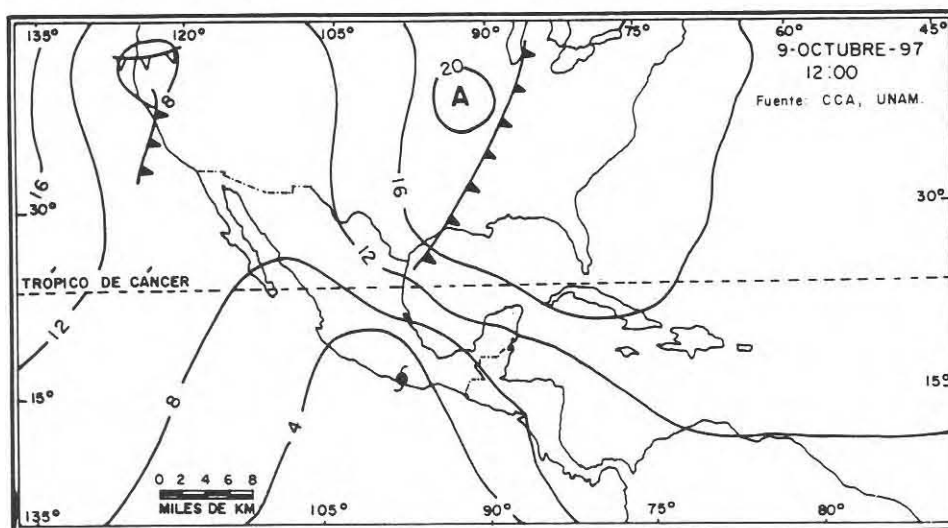 135° 120° 105° 90° 75° 60° 45°
9-OCTUBRE-97
12:00
Fuente: CCA, UNAM.
20
A
8
16
16
30° 30°
12
TRÓPICO DE CÁNCER
12
15° 15°
8
4
0 2 4 6 8
MILES DE KM
135° 105° 90° 75° 80°